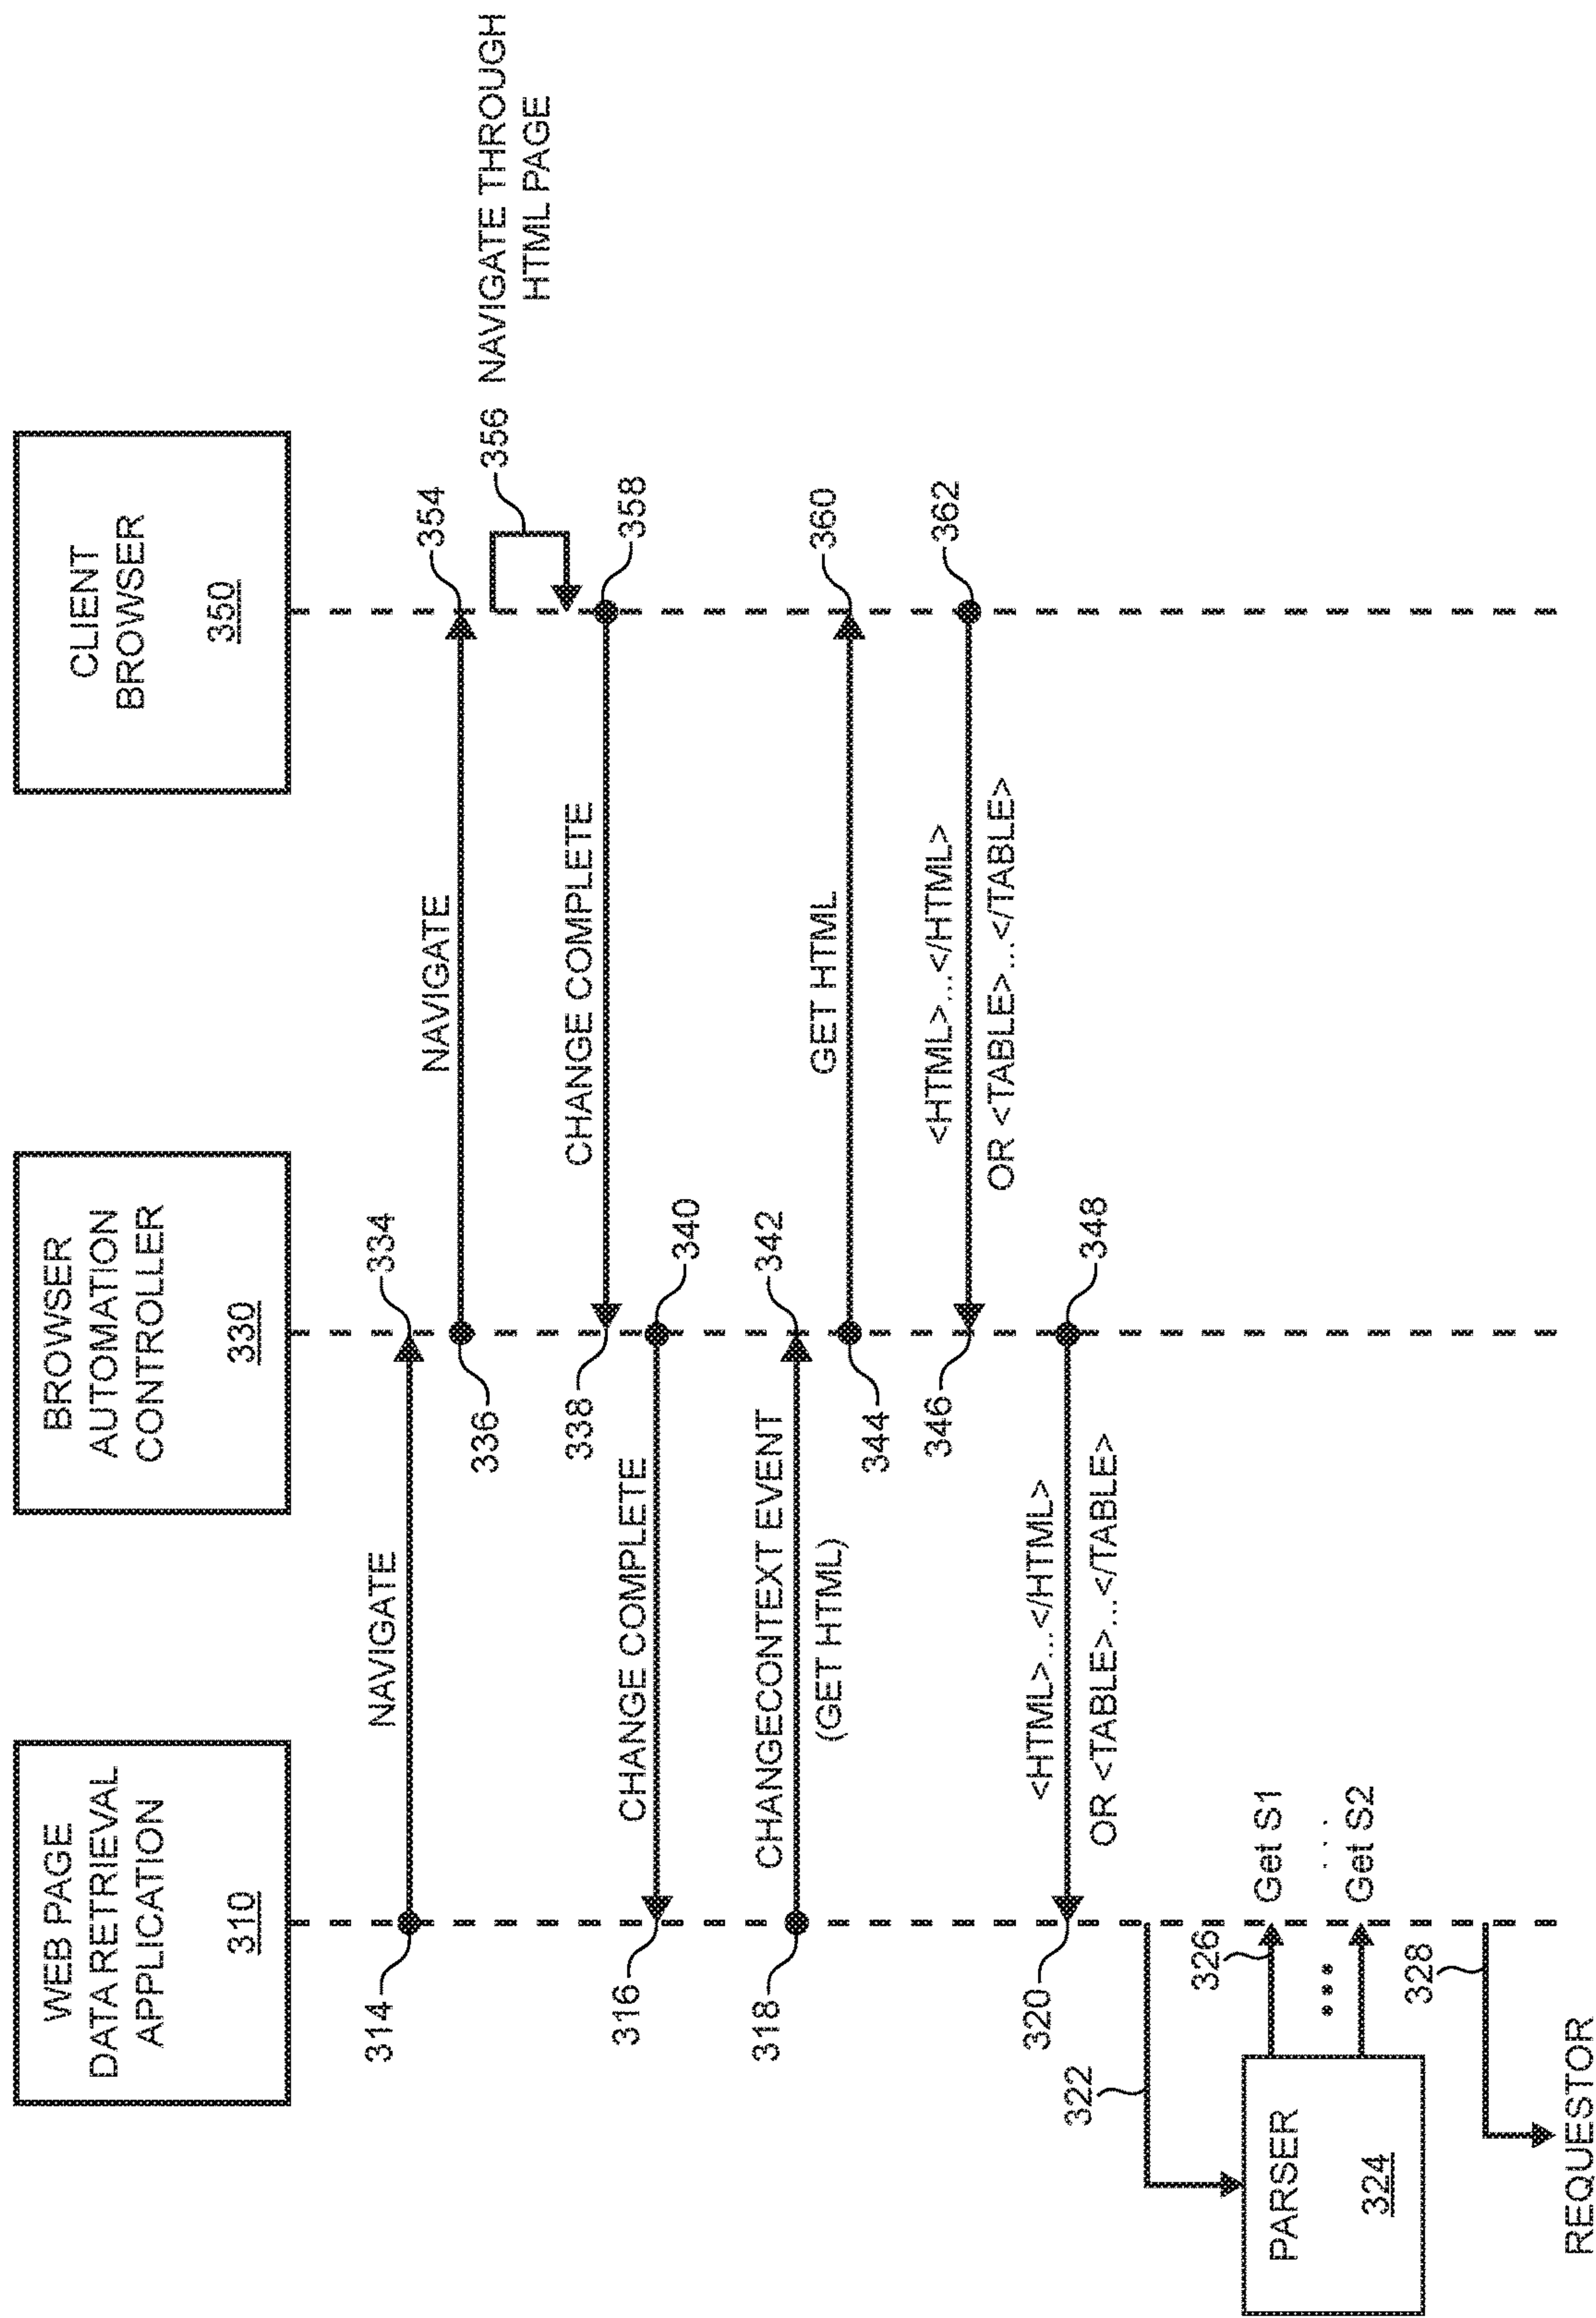 WEB PAGE
DATA RETRIEVAL
APPLICATION
310
BROWSER
AUTOMATION
CONTROLLER
330
CLIENT
BROWSER
350
314
NAVIGATE
334
336
NAVIGATE
354
356
NAVIGATE THROUGH
HTML PAGE
338
CHANGE COMPLETE
358
316
CHANGE COMPLETE
340
318
CHANGECONTEXT EVENT
(GET HTML)
342
344
GET HTML
360
346
<HTML>...</HTML>
OR <TABLE>...</TABLE>
362
320
<HTML>...</HTML>
OR <TABLE>...</TABLE>
348
322
PARSER
324
326
Get S1
. . .
Get S2
328
REQUESTOR